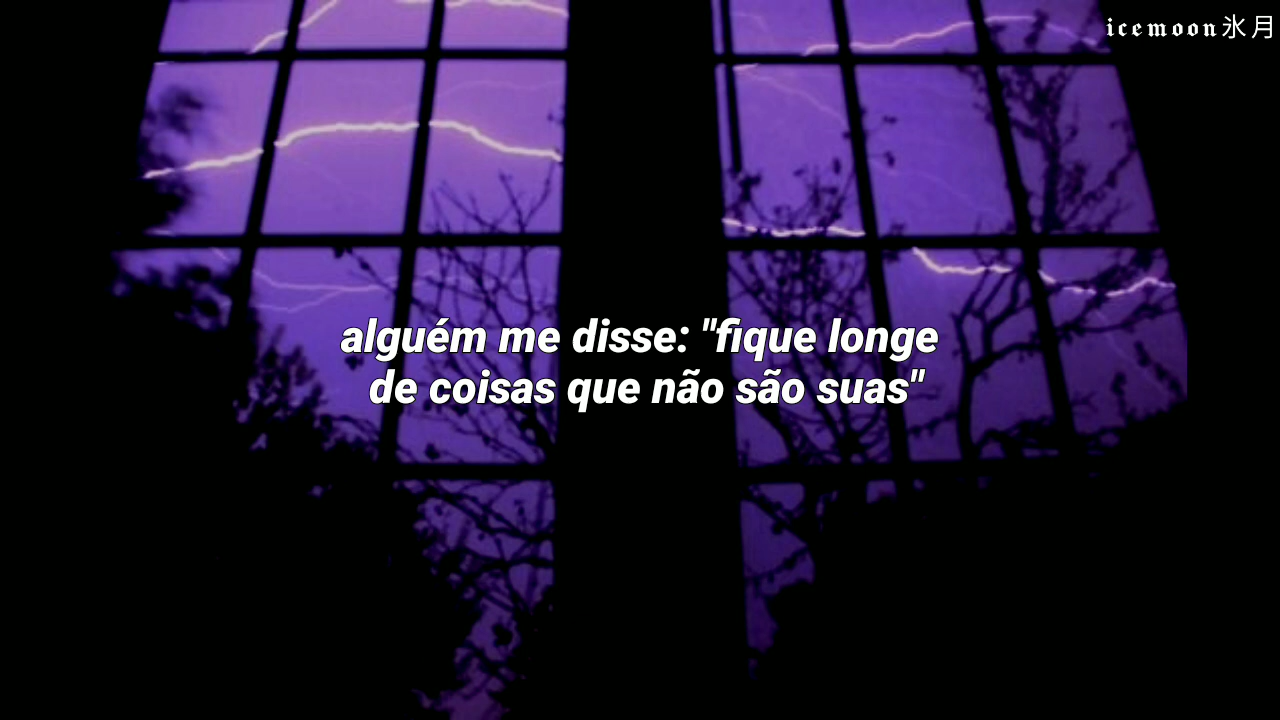 icemoon氷月
alguém me disse: "fique longe
de coisas que não são suas"